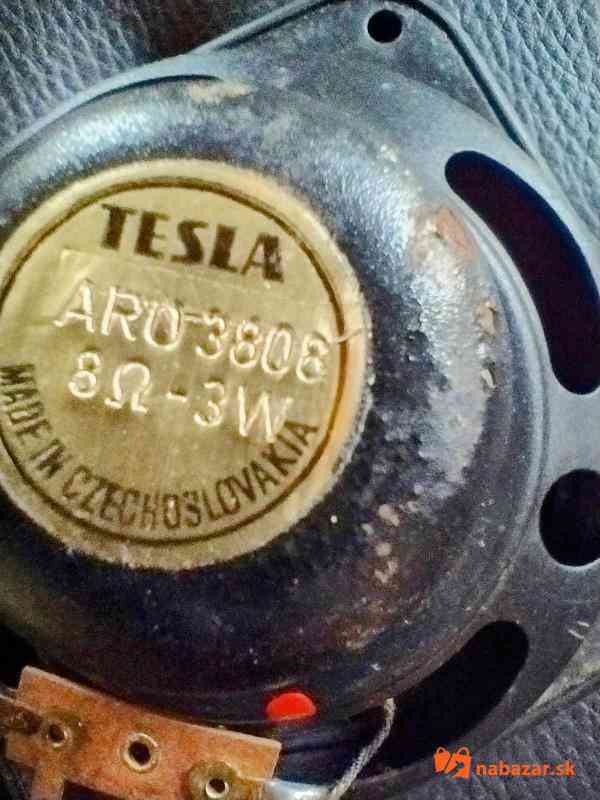 TESLA
ARO 3808
8Ω - 3W
MADE IN CZECHOSLOVAKIA
nabazar.sk